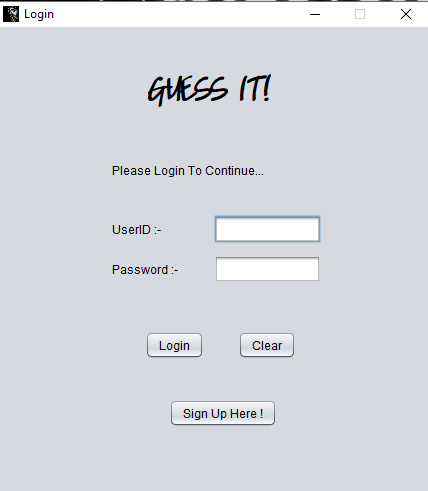 Login
GUESS IT!
Please Login To Continue...
UserID :-
Password :-
Login
Clear
Sign Up Here !